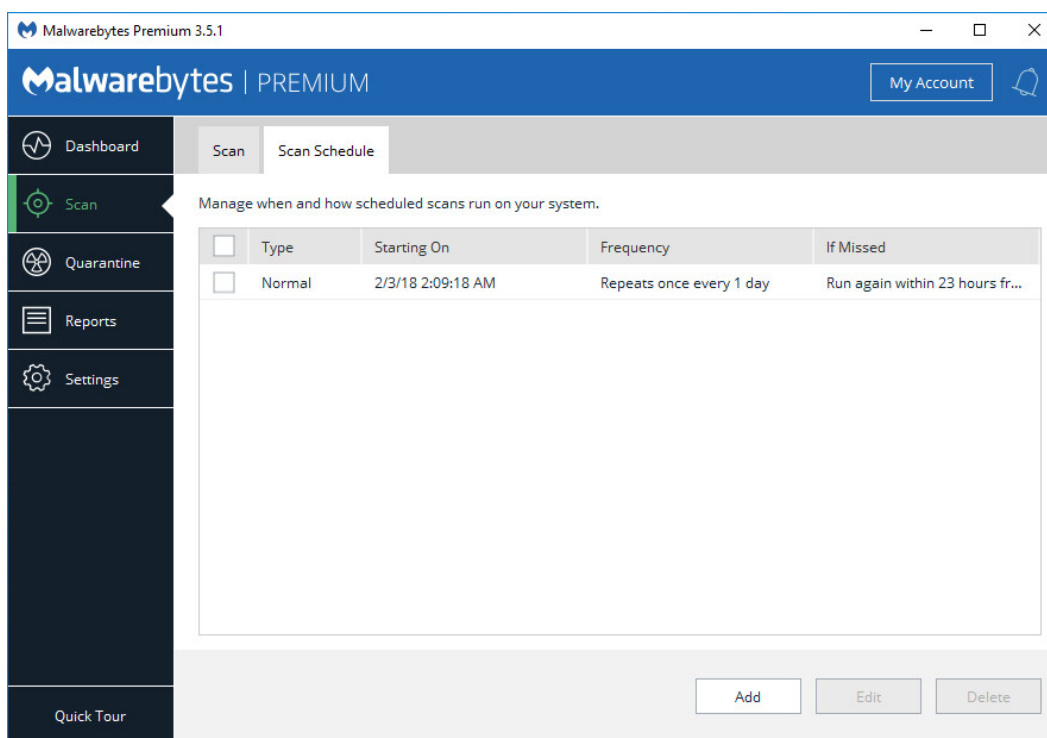 Malwarebytes Premium 3.5.1
Malwarebytes | PREMIUM
My Account
Dashboard
Scan
Quarantine
Reports
Settings
Quick Tour
Scan Scan Schedule
Manage when and how scheduled scans run on your system.
Type Starting On Frequency If Missed
Normal 2/3/18 2:09:18 AM Repeats once every 1 day Run again within 23 hours fr...
Add Edit Delete